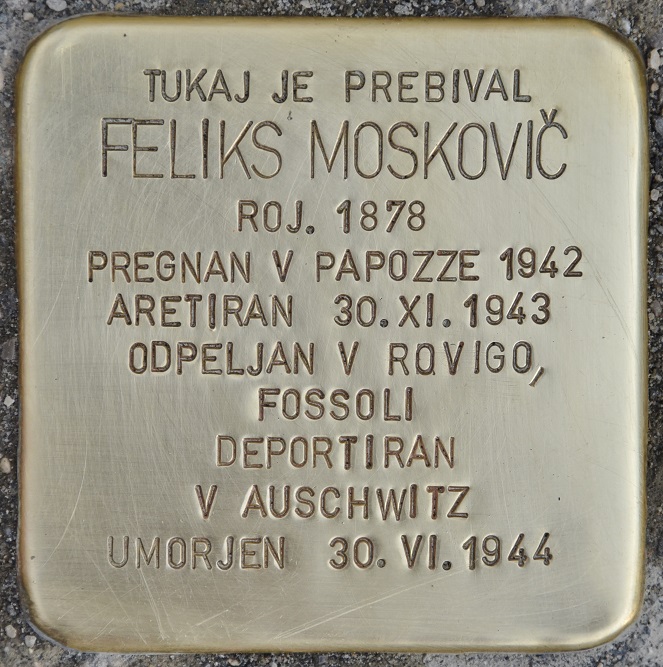 TUKAJ JE PREBIVAL
FELIKS MOSKOVIČ
ROJ. 1878
PREGNAN V PAPOZZE 1942
ARETIRAN 30.XI.1943
ODPELJAN V ROVIGO,
FOSSOLI
DEPORTIRAN
V AUSCHWITZ
UMORJEN 30.VI.1944